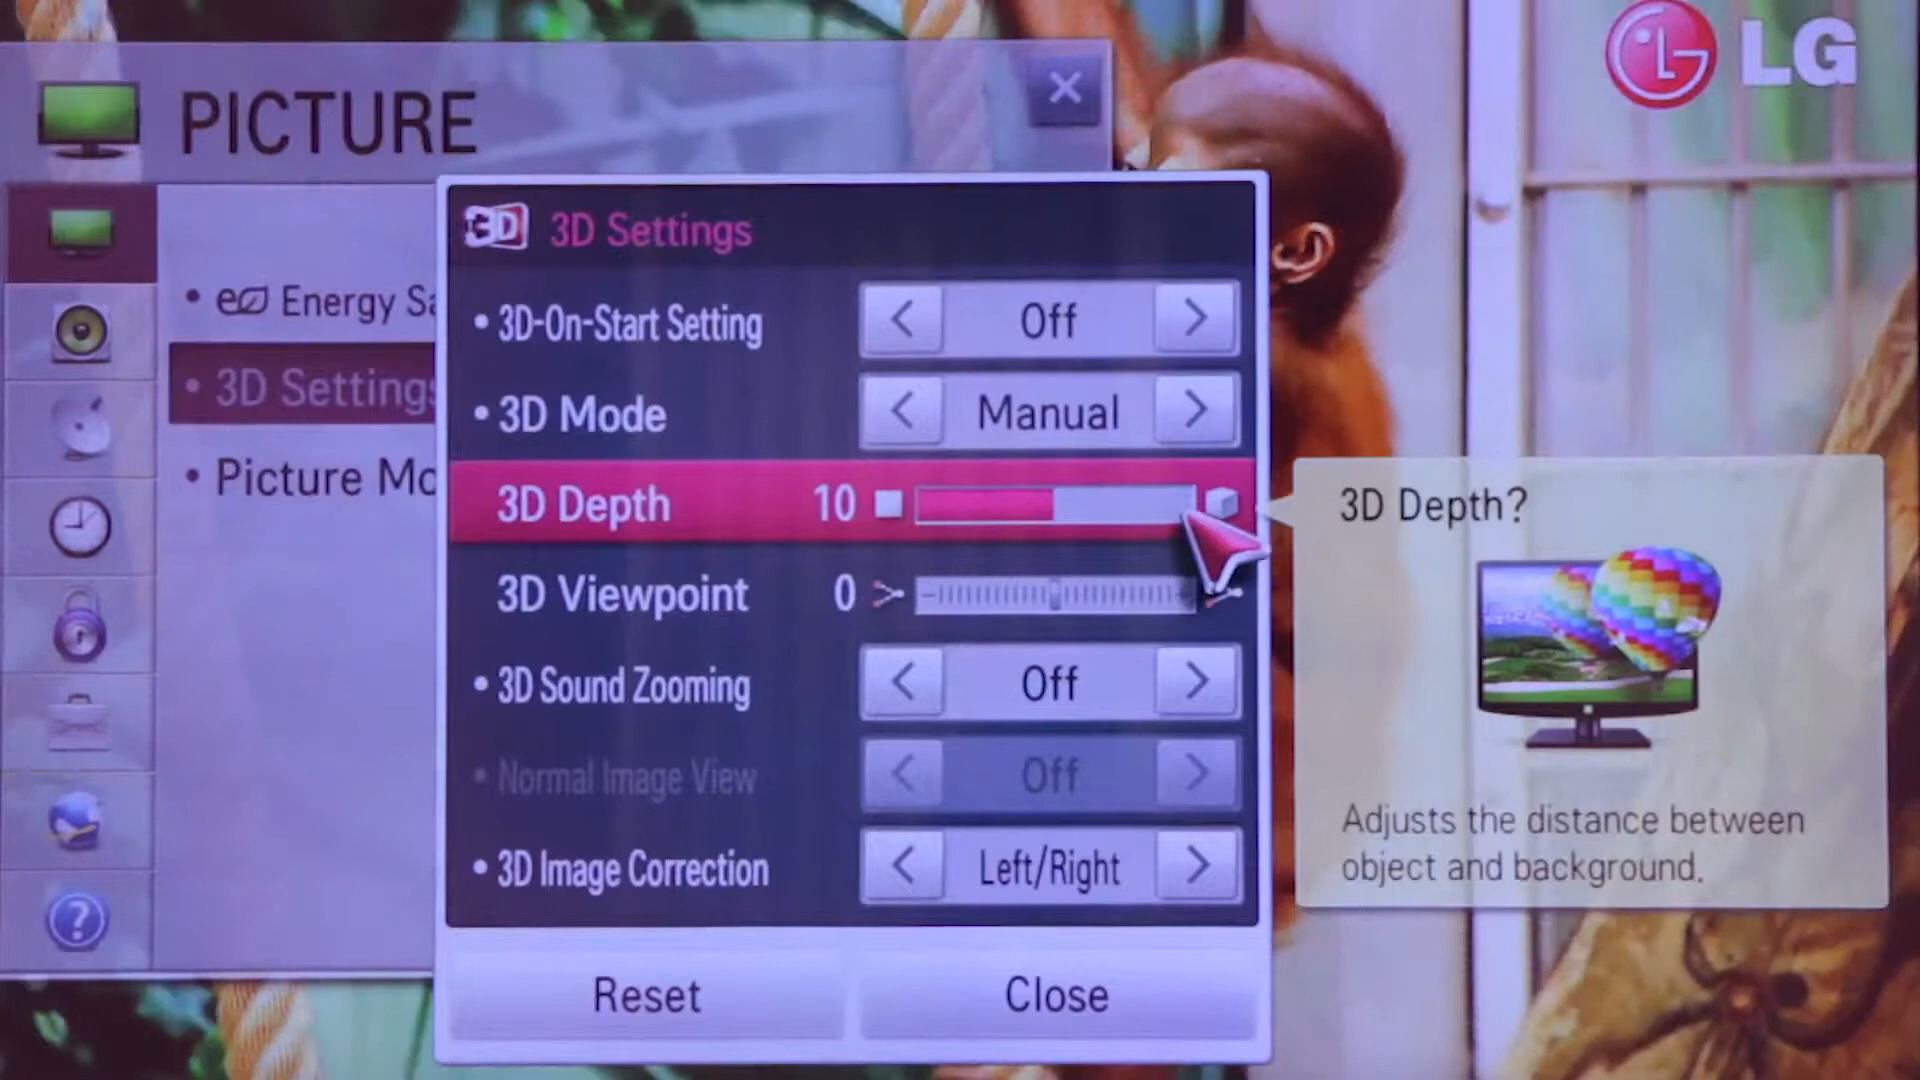 LG
PICTURE
3D 3D Settings
• Energy
• 3D Settings
• Picture
• 3D-On-Start Setting Off
• 3D Mode Manual
3D Depth 10
3D Viewpoint 0
• 3D Sound Zooming Off
• Normal Image View Off
• 3D Image Correction Left/Right
Reset Close
3D Depth?
Adjusts the distance between
object and background.